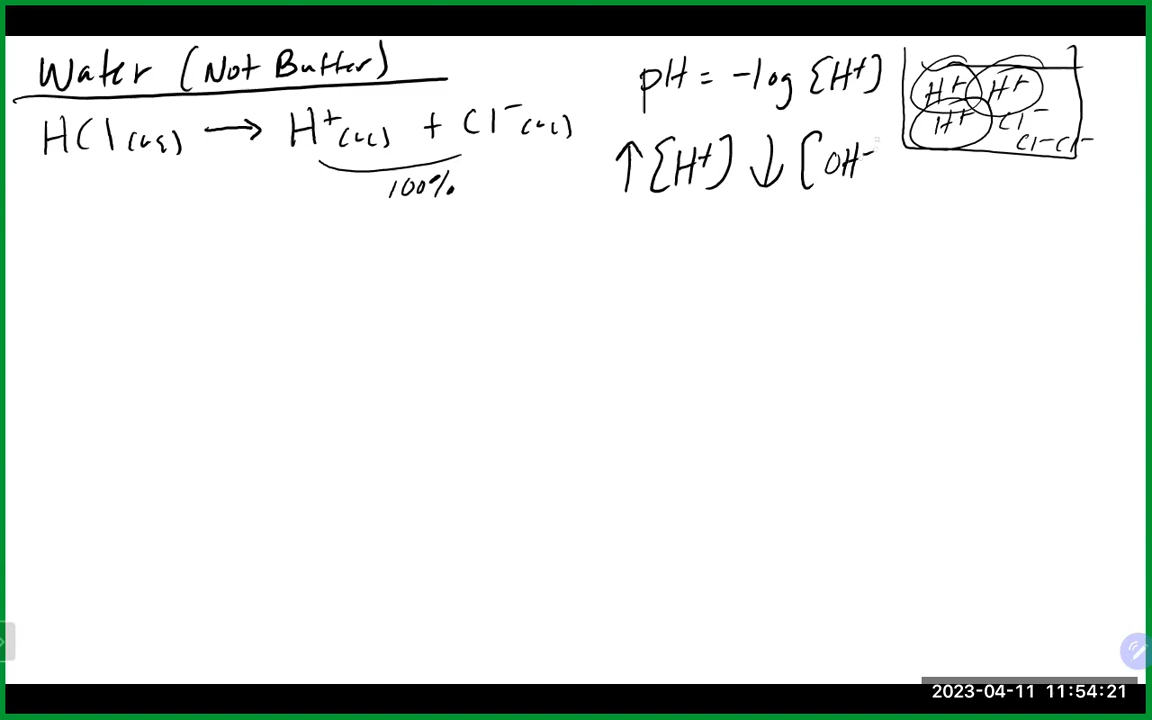 Water (Not Buffer)
HCl(aq) → H+(aq) + Cl-(aq)
100%
pH = -log [H+]
↑[H+] ↓ [OH-
H+ H+
H+ Cl-
Cl- Cl-
2023-04-11 11:54:21